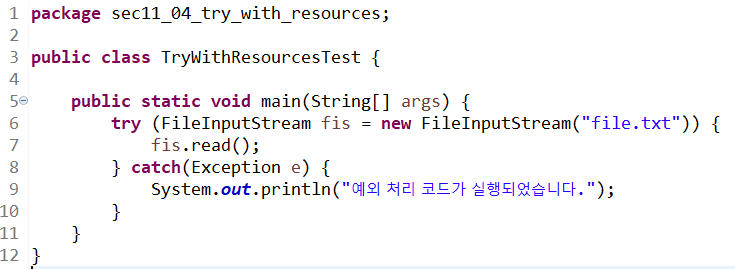 1 package sec11_04_try_with_resources;
2
3 public class TryWithResourcesTest {
4
5     public static void main(String[] args) {
6         try (FileInputStream fis = new FileInputStream("file.txt")) {
7             fis.read();
8         } catch(Exception e) {
9             System.out.println("예외 처리 코드가 실행되었습니다.");
10         }
11     }
12 }